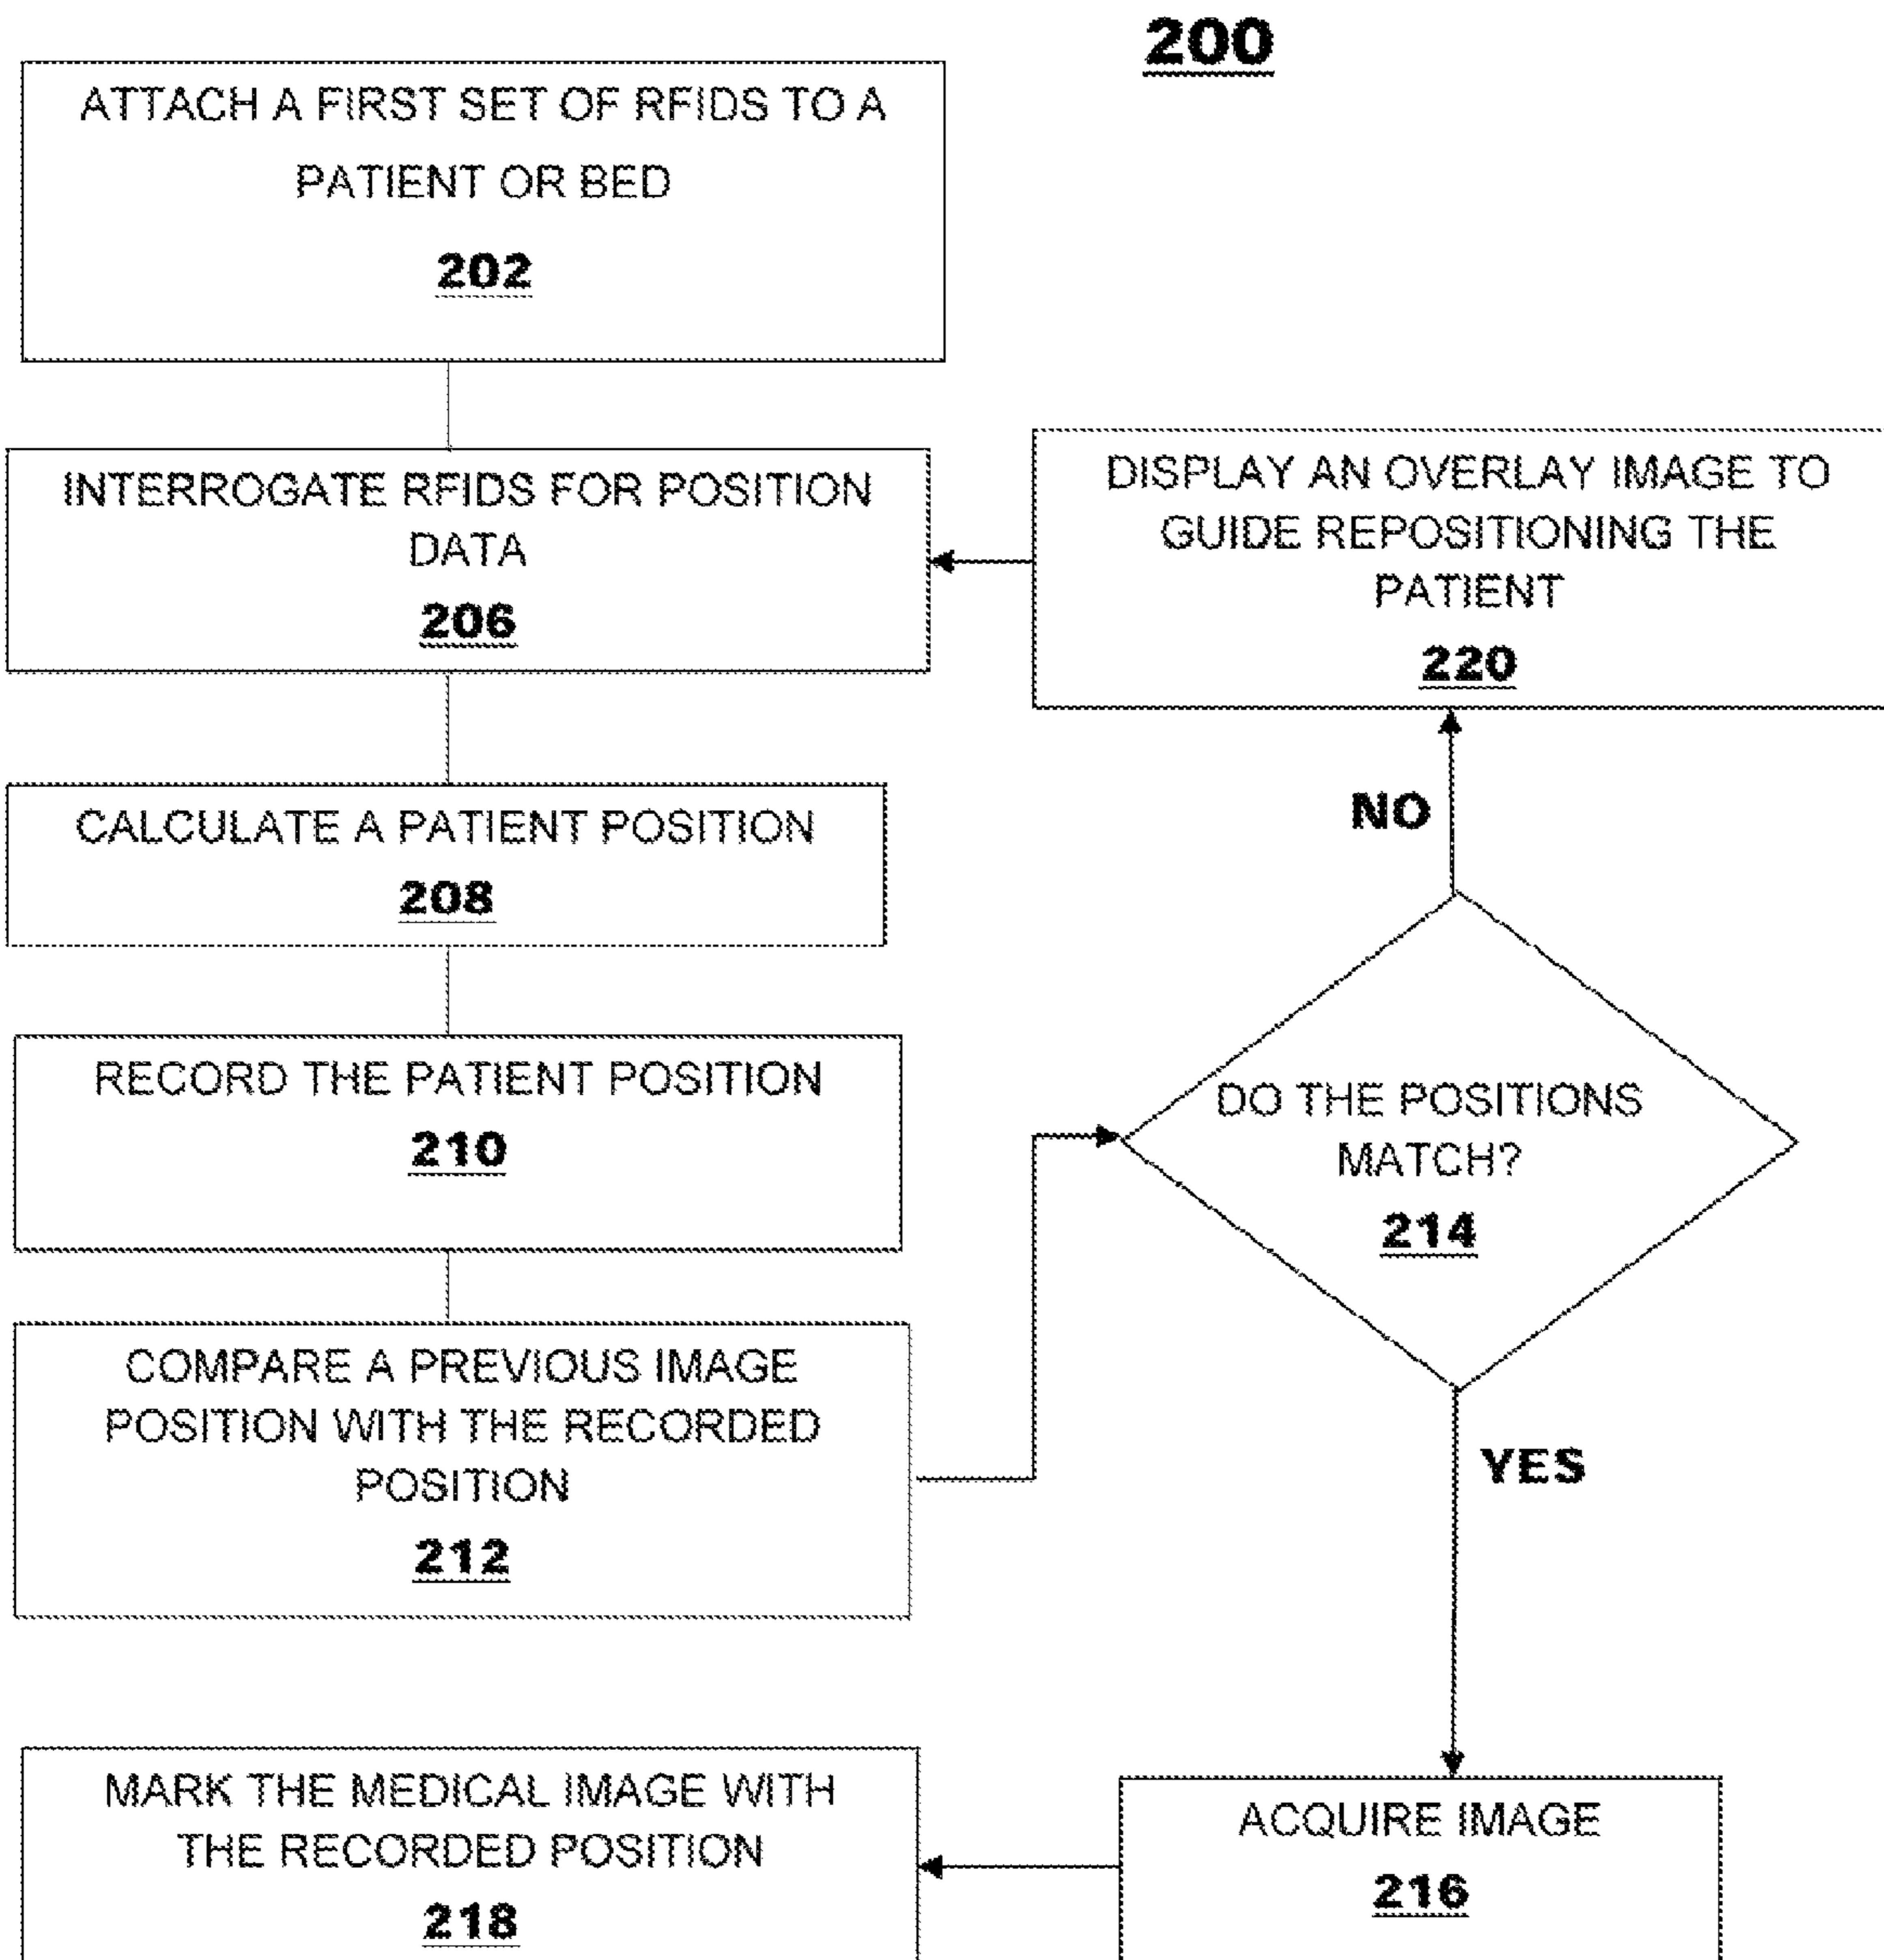 200
ATTACH A FIRST SET OF RFIDS TO A
PATIENT OR BED
202
INTERROGATE RFIDS FOR POSITION
DATA
206
DISPLAY AN OVERLAY IMAGE TO
GUIDE REPOSITIONING THE
PATIENT
220
CALCULATE A PATIENT POSITION
208
NO
RECORD THE PATIENT POSITION
210
DO THE POSITIONS
MATCH?
214
COMPARE A PREVIOUS IMAGE
POSITION WITH THE RECORDED
POSITION
212
YES
MARK THE MEDICAL IMAGE WITH
THE RECORDED POSITION
218
ACQUIRE IMAGE
216